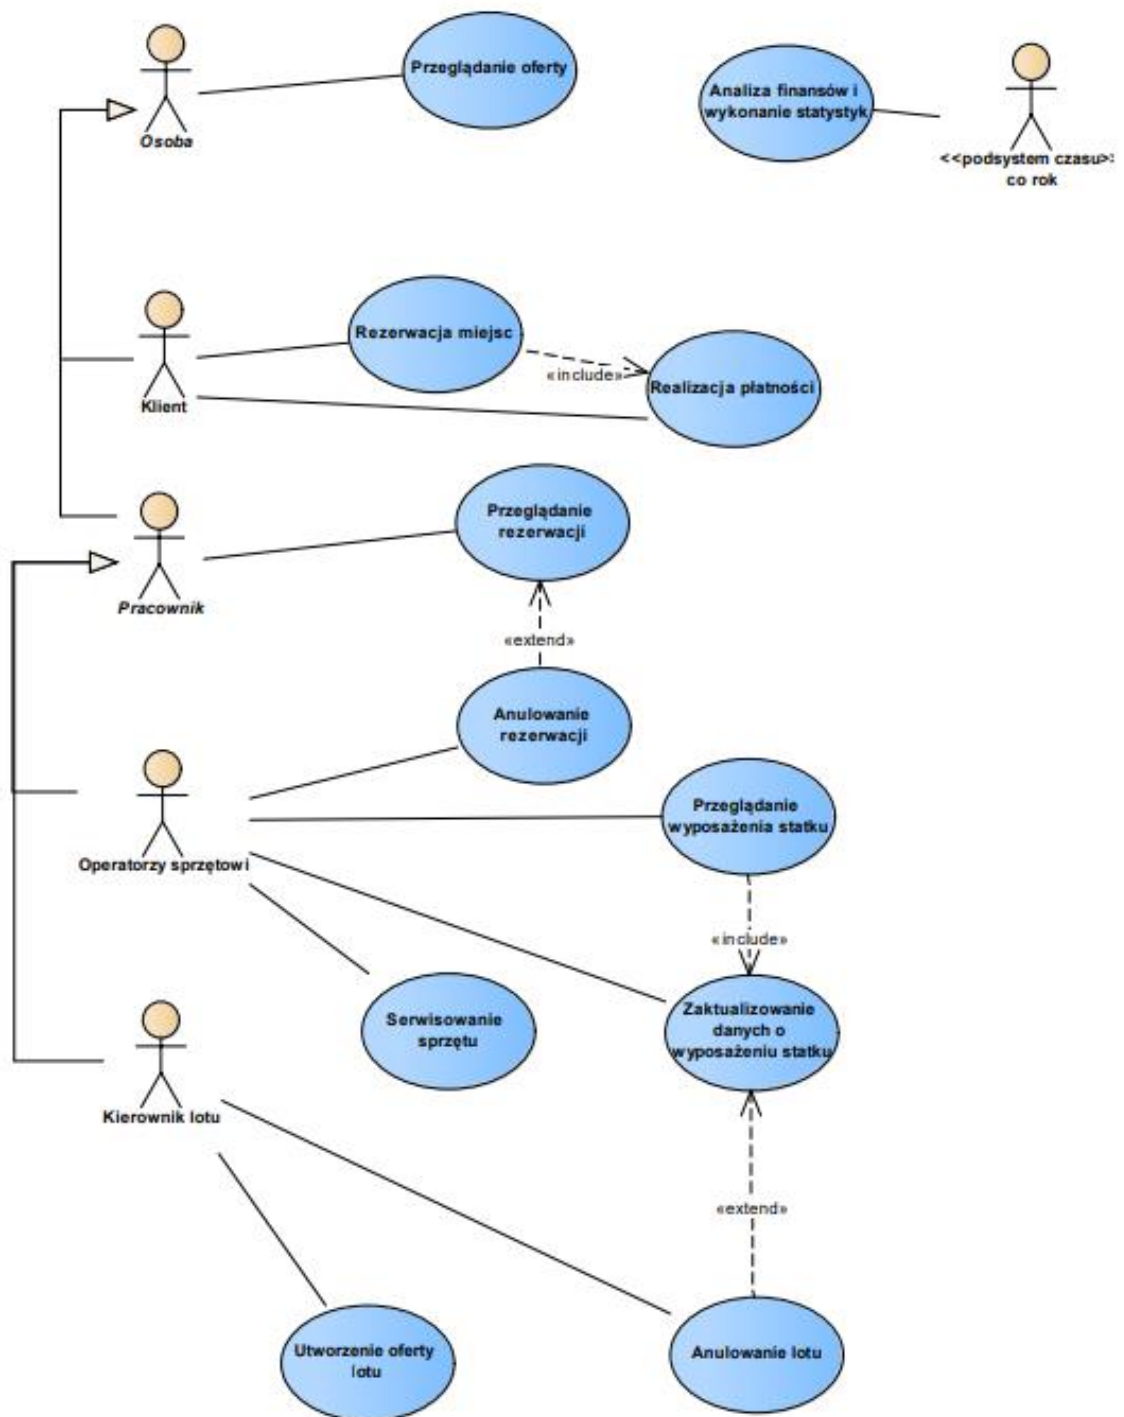 Przeglądanie oferty
Osoba
Analiza finansów i
wykonanie statystyk
<<podsystem czasu>>
co rok
Rezerwacja miejsc
«include»
Realizacja płatności
Klient
Przeglądanie
rezerwacji
Pracownik
«extend»
Anulowanie
rezerwacji
Przeglądanie
wyposażenia statku
Operatorzy sprzętowi
«include»
Serwisowanie
sprzętu
Zaktualizowanie
danych o
wyposażeniu statku
Kierownik lotu
«extend»
Utworzenie oferty
lotu
Anulowanie lotu